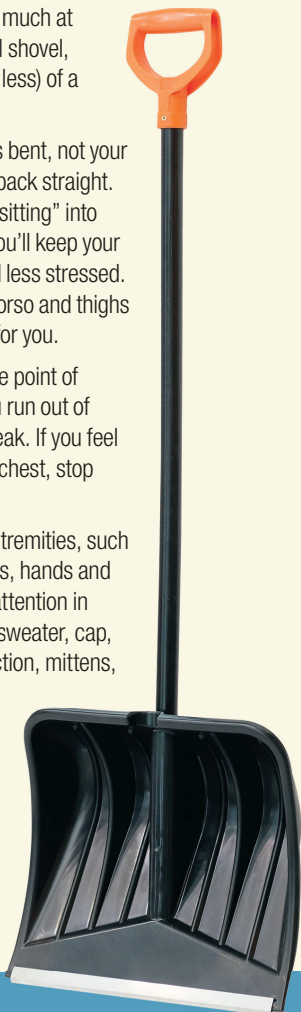 much at
shovel,
less) of a
bent, not your
back straight.
sitting” into
ou’ll keep your
less stressed.
orso and thighs
for you.
e point of
run out of
eak. If you feel
chest, stop
tremities, such
s, hands and
attention in
sweater, cap,
ction, mittens,